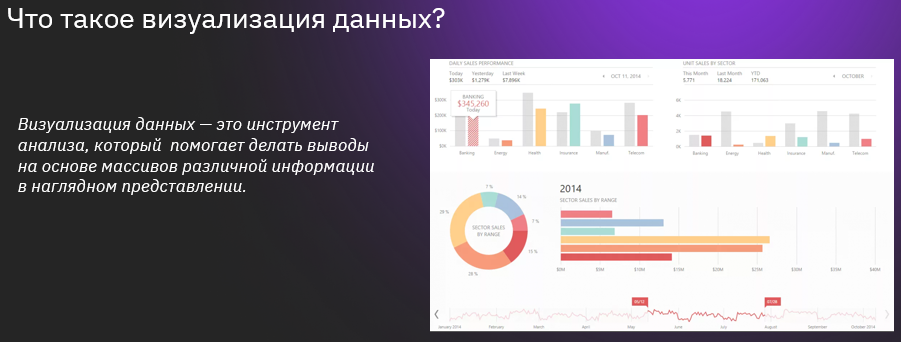 Что такое визуализация данных?
Визуализация данных — это инструмент
анализа, который помогает делать выводы
на основе массивов различной информации
в наглядном представлении.
DAILY SALES PERFORMANCE
Today Yesterday Last Week
$303K $1,279K $7.896K
OCT 11, 2014
BANKING
$345,260
Today
$300K
$200K
$100K
$0K
Banking Energy Health Insurance Manuf. Telecom
UNIT SALES BY SECTOR
This Month Last Month YTD
5.771 18.224 171.063
OCTOBER
6K
4K
2K
0K
Banking Energy Health Insurance Manuf. Telecom
7 %
14 %
7 %
28 %
SECTOR SALES
BY RANGE
2014
SECTOR SALES BY RANGE
$0M $5M $10M $15M $20M $25M $30M $35M $40M
05/15 07/28
January 2014 February March April May June July August September October 2014